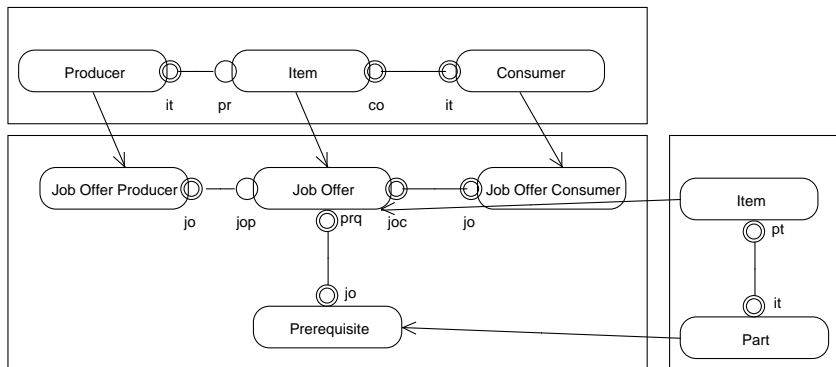 Producer Item Consumer
it pr co it
Job Offer Producer Job Offer Job Offer Consumer
jo jop prq joc jo
jo
Prerequisite
Item
pt
it
Part